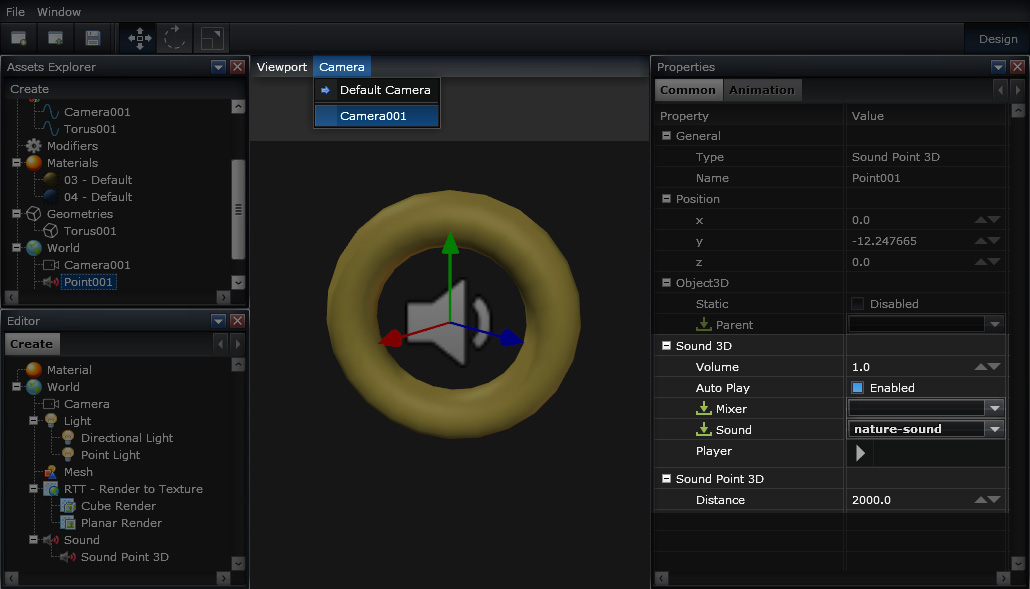 File Window
Design
Assets Explorer
Create
Camera001
Torus001
Modifiers
Materials
03 - Default
04 - Default
Geometries
Torus001
World
Camera001
Point001
Editor
Create
Material
World
Camera
Light
Directional Light
Point Light
Mesh
RTT - Render to Texture
Cube Render
Planar Render
Sound
Sound Point 3D
Viewport Camera
Default Camera
Camera001
Properties
Common Animation
Property Value
General
Type Sound Point 3D
Name Point001
Position
x 0.0
y -12.247665
z 0.0
Object3D
Static Disabled
Parent
Sound 3D
Volume 1.0
Auto Play Enabled
Mixer
Sound nature-sound
Player
Sound Point 3D
Distance 2000.0